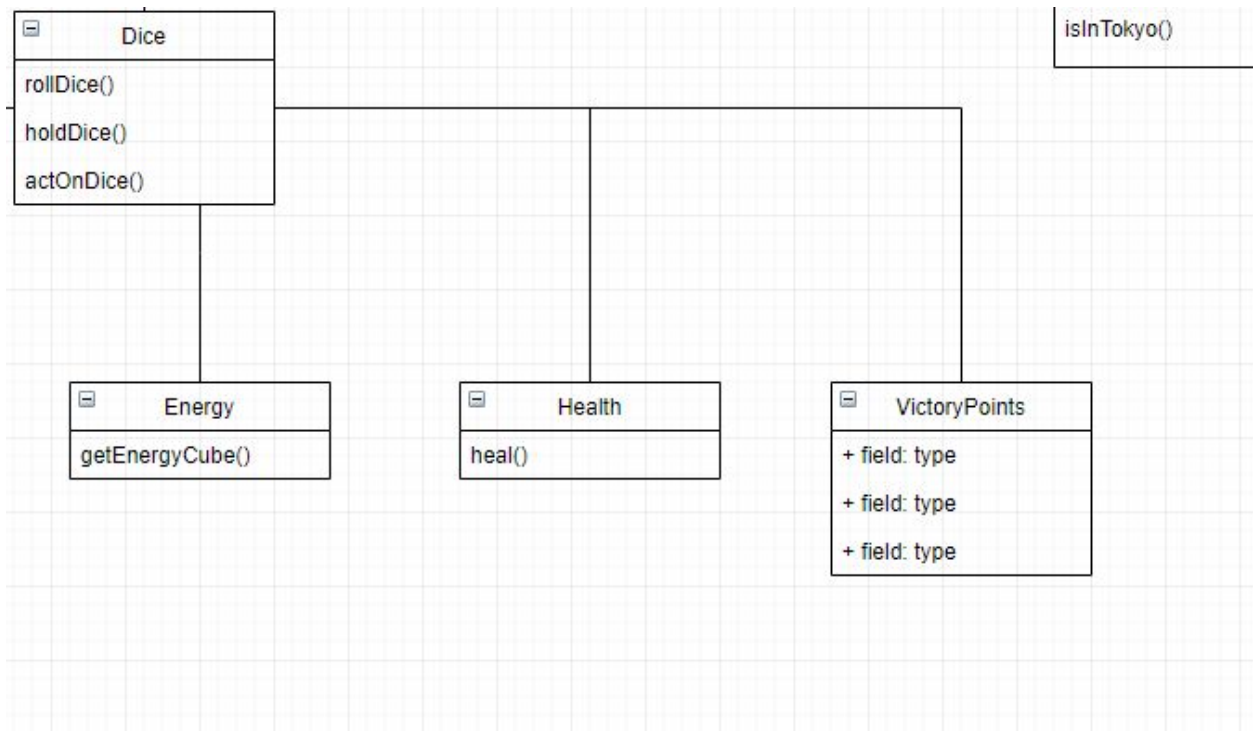 Dice
rollDice()
holdDice()
actOnDice()
isInTokyo()
Energy
getEnergyCube()
Health
heal()
VictoryPoints
+ field: type
+ field: type
+ field: type